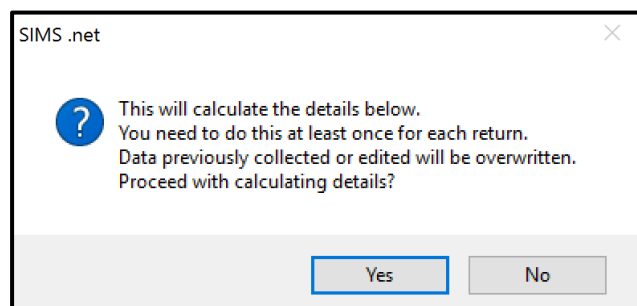 SIMS .net
?
This will calculate the details below.
You need to do this at least once for each return.
Data previously collected or edited will be overwritten.
Proceed with calculating details?
Yes
No